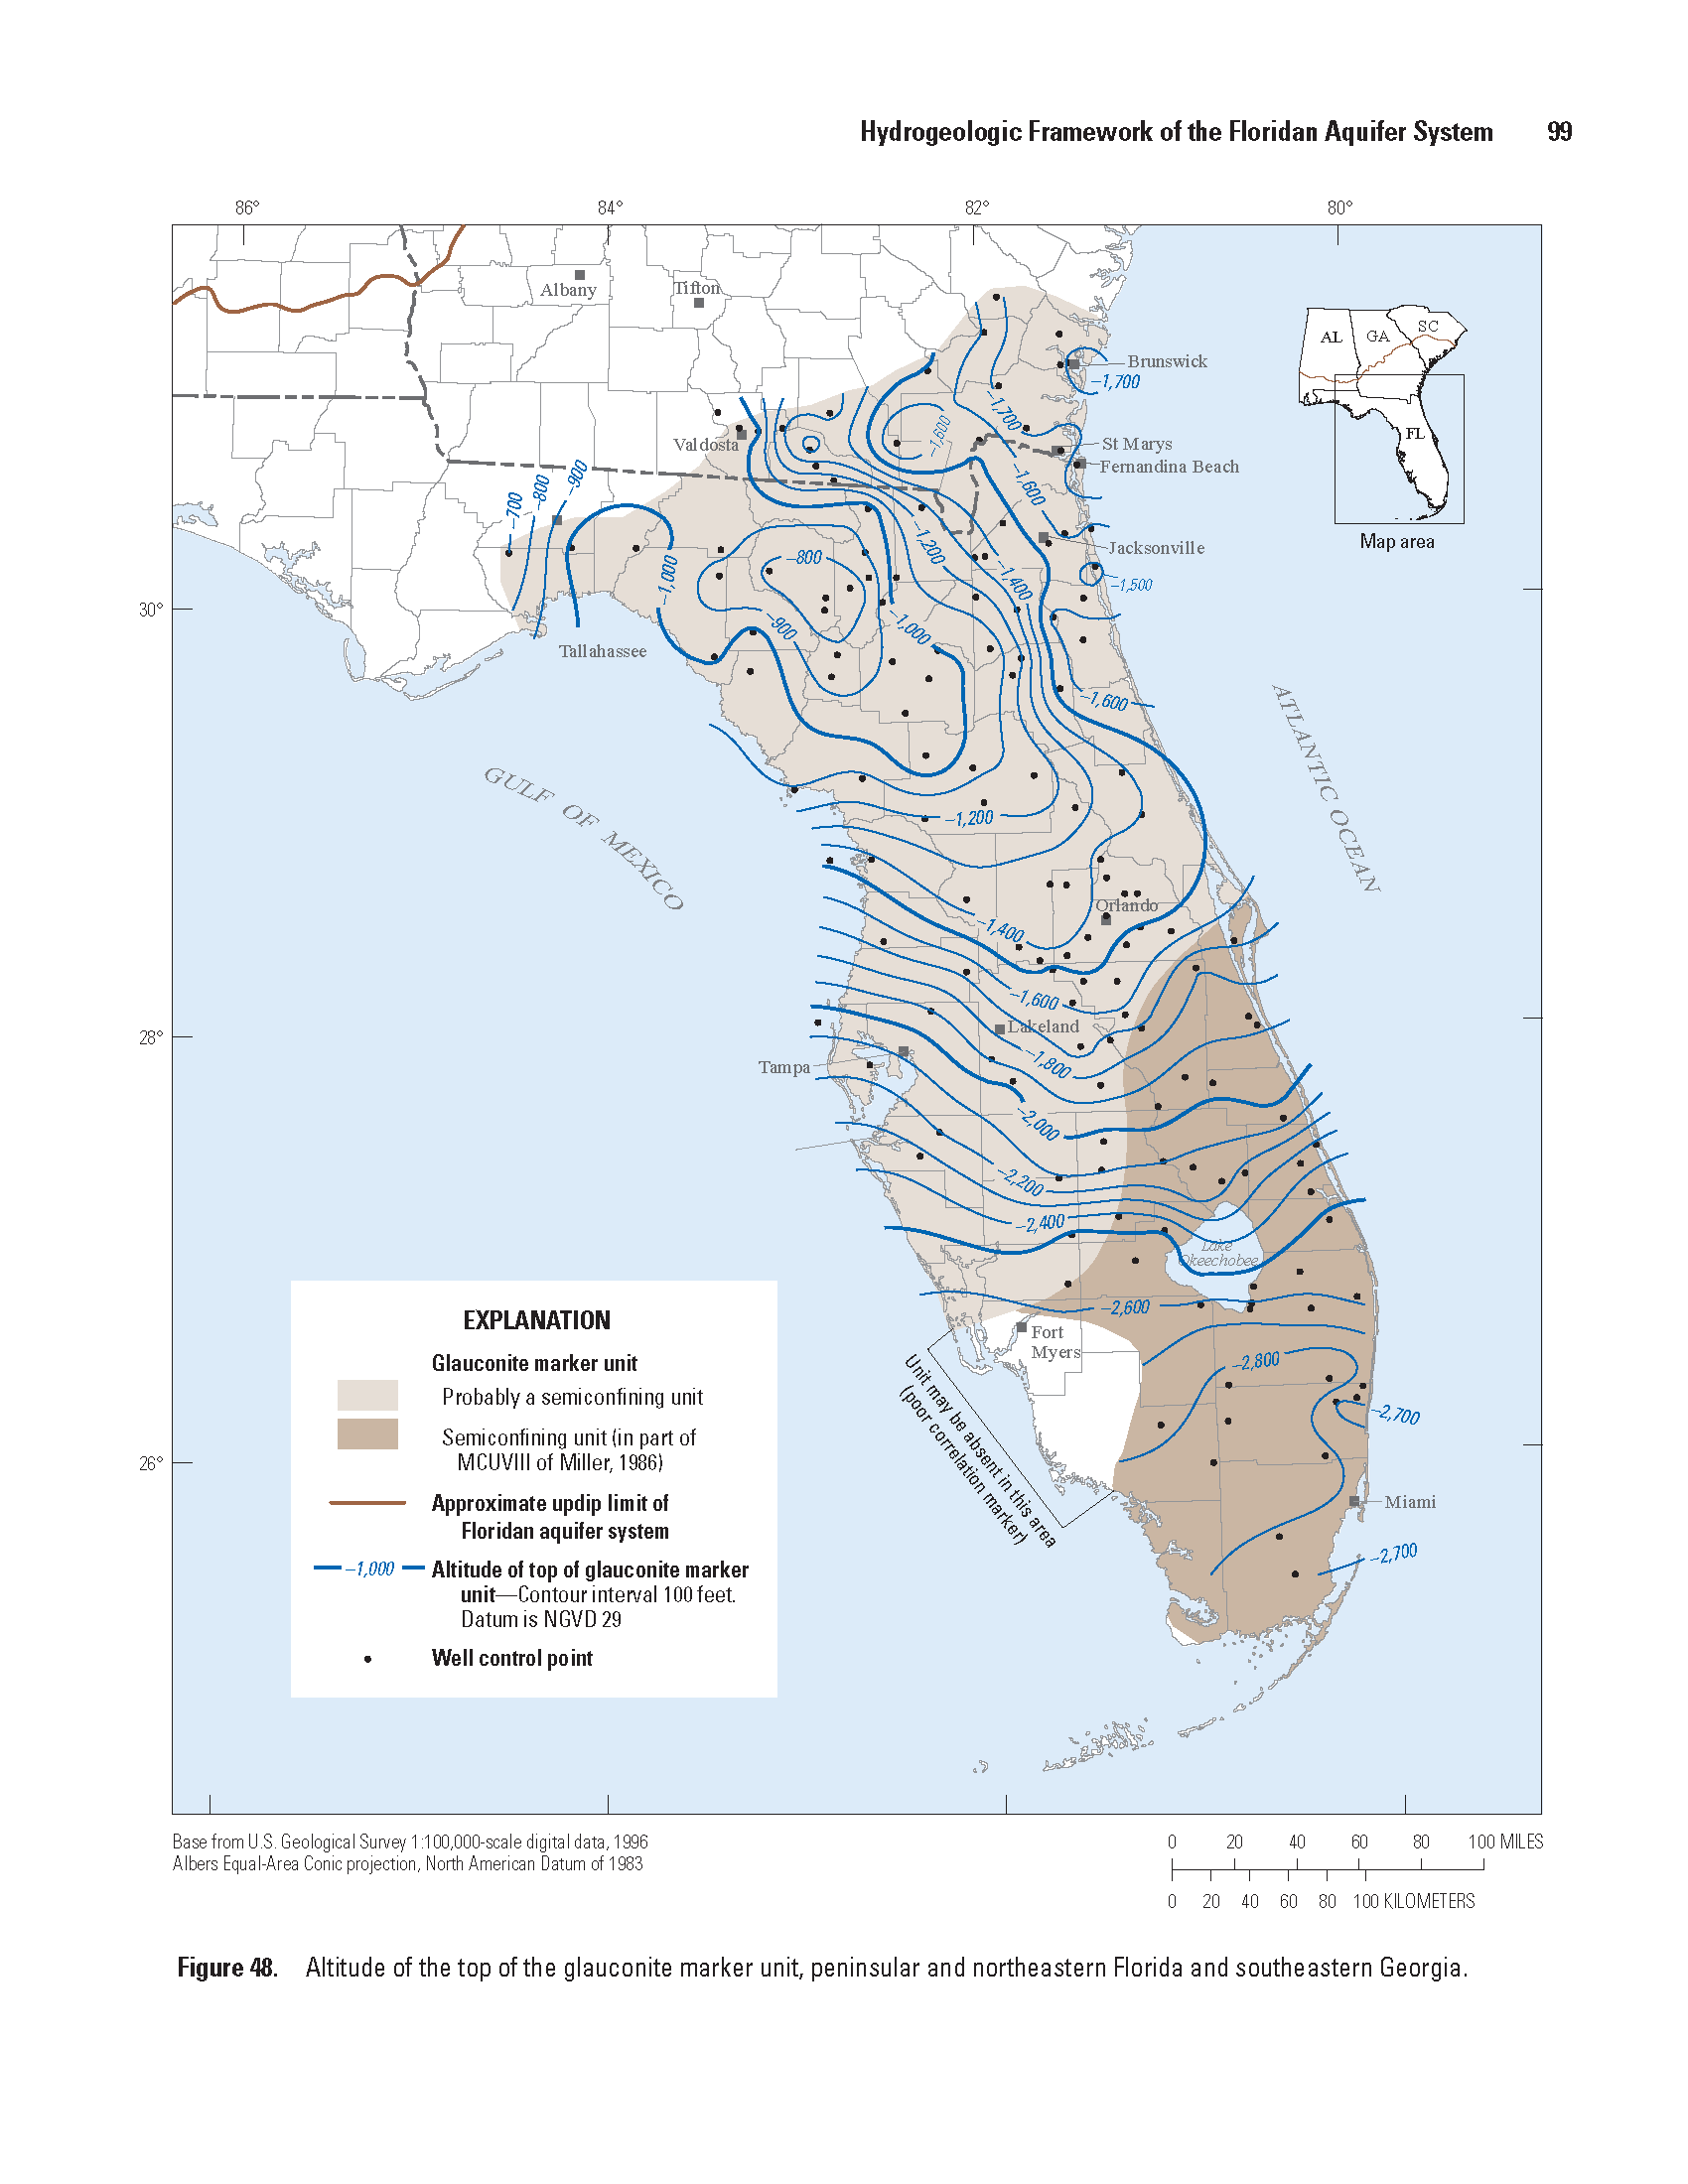 Hydrogeologic Framework of the Floridan Aquifer System 99
86° 84° 82° 80°
30°
28°
26°
Albany
Tifton
Valdosta
Brunswick
–1,700
St Marys
Fernandina Beach
Jacksonville
–1,500
Tallahassee
–700
–800
–900
–1,000
–800
–900
–1,000
–1,200
–1,400
–1,600
–1,700
–1,600
–1,600
–1,200
–1,400
Orlando
–1,600
Lakeland
–1,800
Tampa
–2,000
–2,200
–2,400
Lake
Okeechobee
–2,600
Fort
Myers
–2,800
–2,700
Miami
–2,700
GULF OF MEXICO
ATLANTIC OCEAN
Unit may be absent in this area
(poor correlation marker)
AL GA SC
FL
Map area
EXPLANATION
Glauconite marker unit
Probably a semiconfining unit
Semiconfining unit (in part of
MCUVIII of Miller, 1986)
Approximate updip limit of
Floridan aquifer system
–1,000 Altitude of top of glauconite marker
unit—Contour interval 100 feet.
Datum is NGVD 29
Well control point
Base from U.S. Geological Survey 1:100,000-scale digital data, 1996
Albers Equal-Area Conic projection, North American Datum of 1983
0 20 40 60 80 100 MILES
0 20 40 60 80 100 KILOMETERS
Figure 48. Altitude of the top of the glauconite marker unit, peninsular and northeastern Florida and southeastern Georgia.